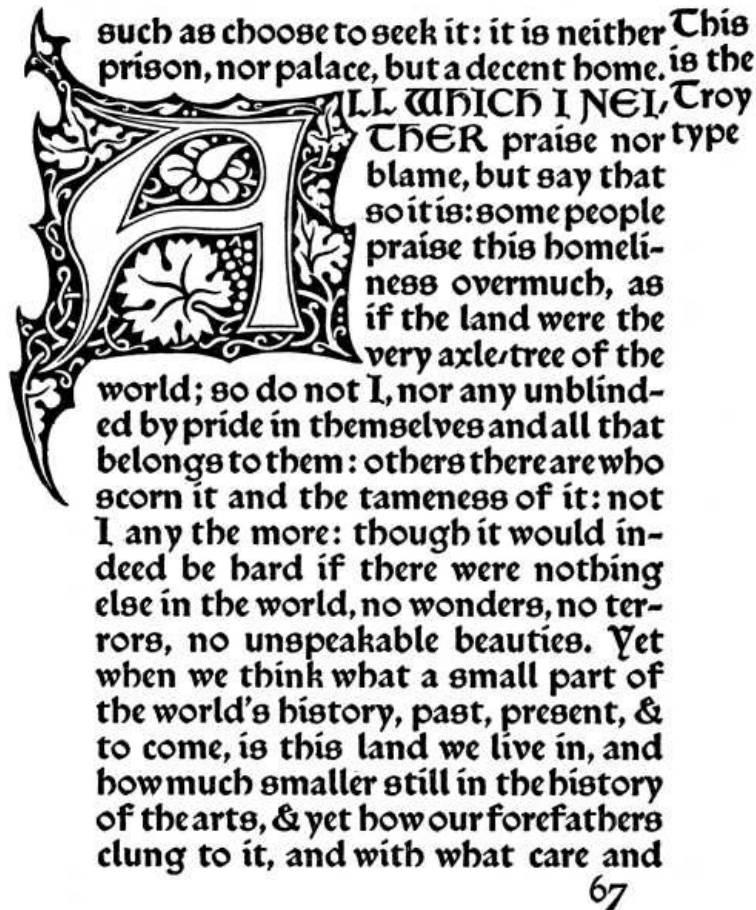 such as choose to seek it: it is neither
prison, nor palace, but a decent home.
ALL WHICH I NEI-
THER praise nor
blame, but say that
so it is: some people
praise this homeli-
ness overmuch, as
if the land were the
very axle-tree of the
world; so do not I, nor any unblind-
ed by pride in themselves and all that
belongs to them: others there are who
scorn it and the tameness of it: not
I any the more: though it would in-
deed be hard if there were nothing
else in the world, no wonders, no ter-
rors, no unspeakable beauties. Yet
when we think what a small part of
the world's history, past, present, &
to come, is this land we live in, and
how much smaller still in the history
of the arts, & yet how our forefathers
clung to it, and with what care and
67
This
is the
Troy
type